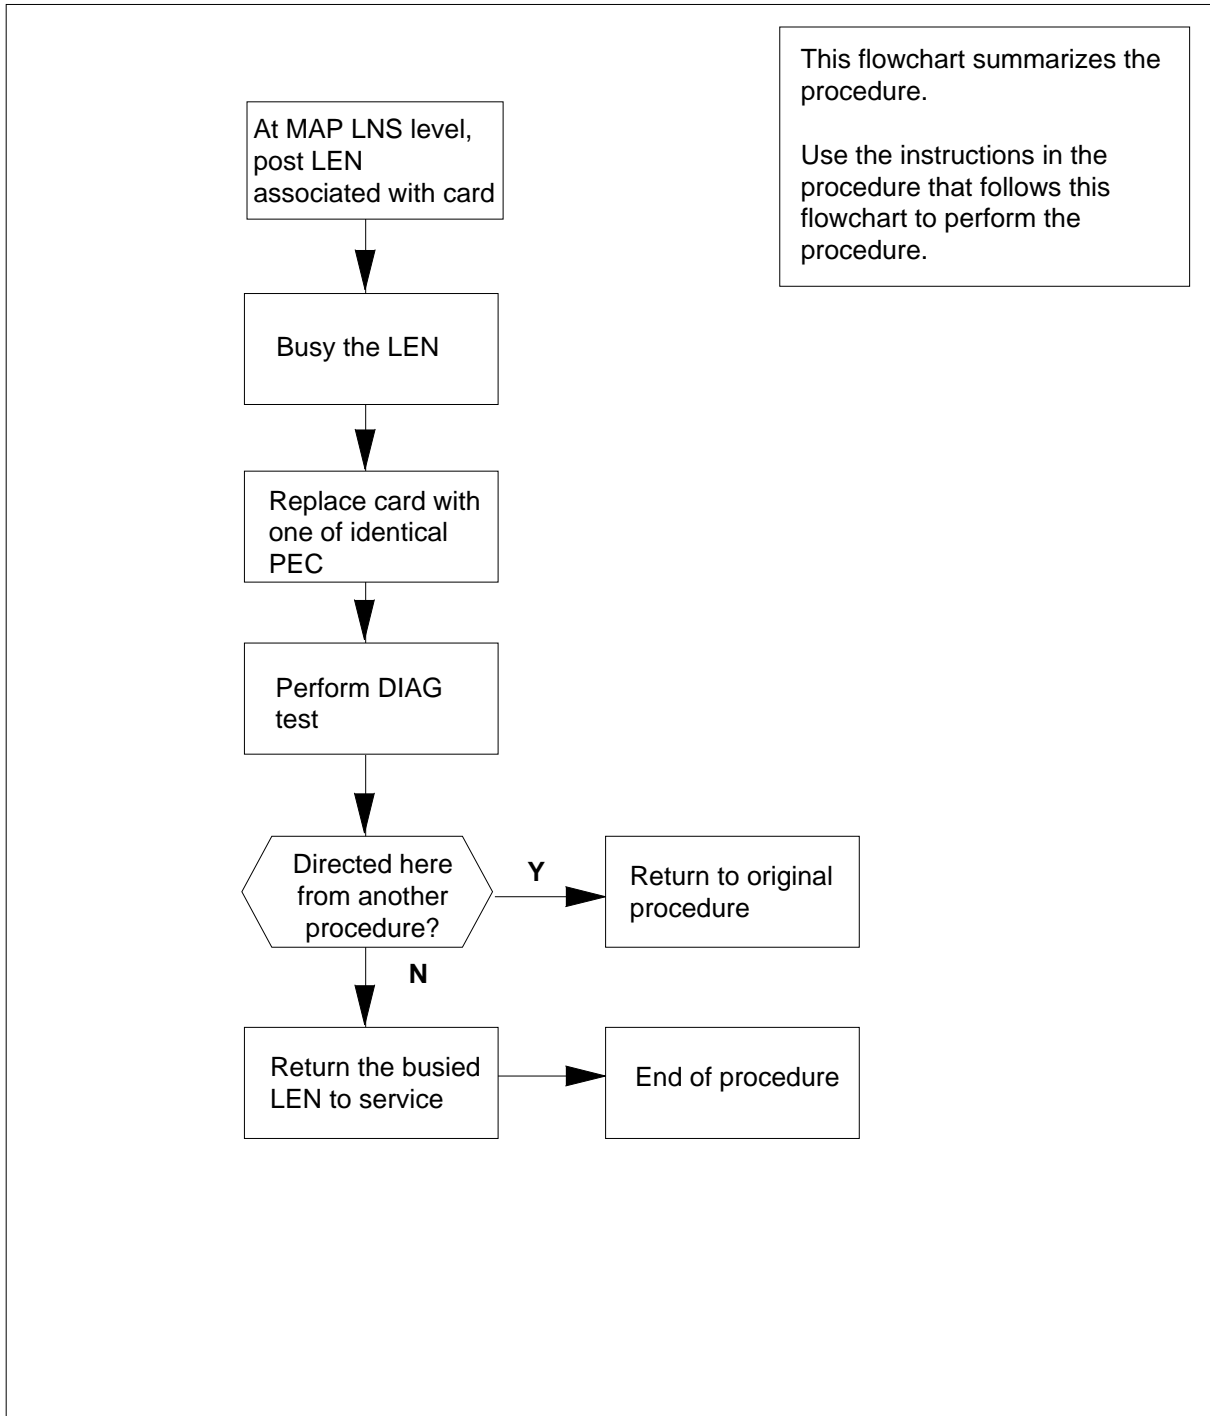 This flowchart summarizes the
procedure.
Use the instructions in the
procedure that follows this
flowchart to perform the
procedure.
At MAP LNS level,
post LEN
associated with card
Busy the LEN
Replace card with
one of identical
PEC
Perform DIAG
test
Directed here
from another
procedure?
Y
Return to original
procedure
N
Return the busied
LEN to service
End of procedure